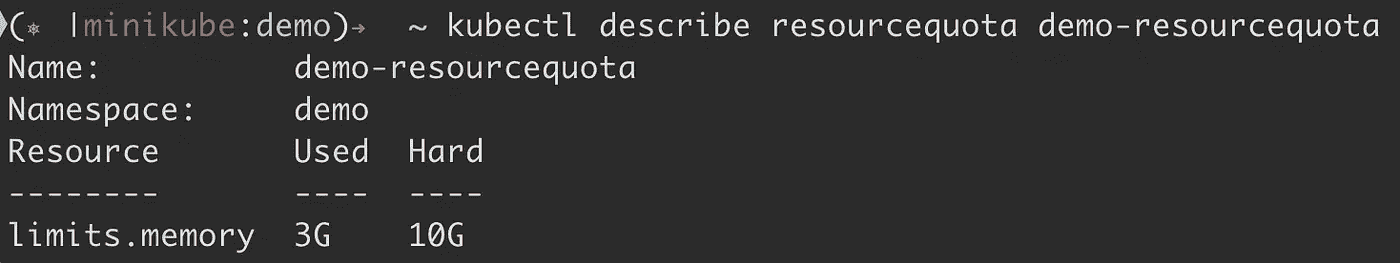 (⎈ |minikube:demo)→  ~ kubectl describe resourcequota demo-resourcequota
Name:          demo-resourcequota
Namespace:     demo
Resource       Used  Hard
--------       ----  ----
limits.memory  3G    10G